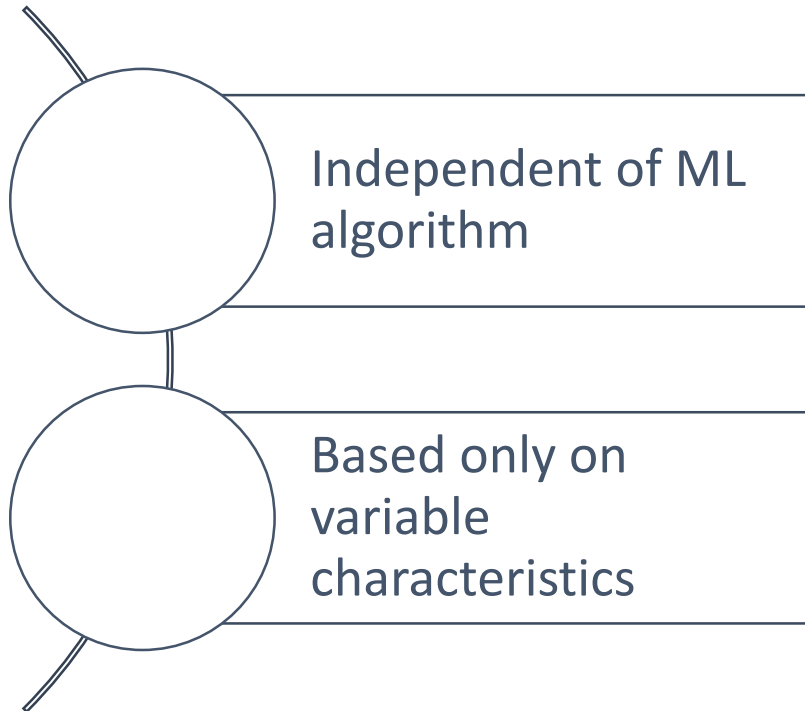 Independent of ML
algorithm
Based only on
variable
characteristics